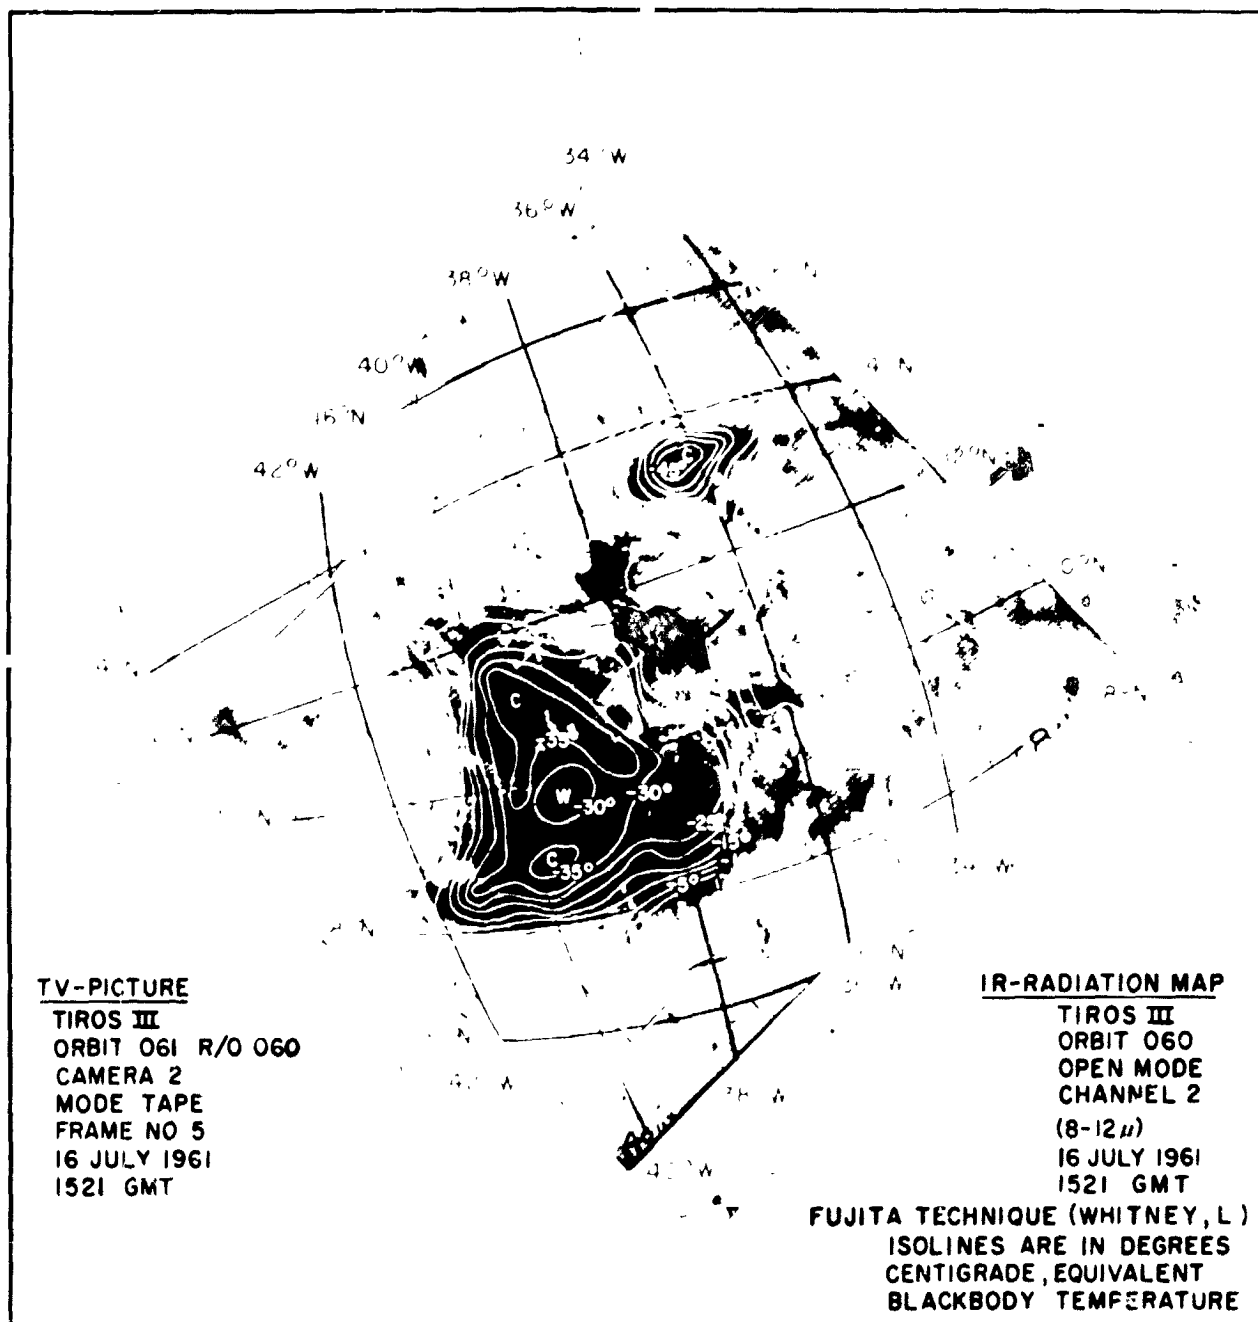 34°W
36°W
38°W
40°W
16°N
42°W
C
-35°
W
-30°
-30°
C
-35°
-5°
-15°
N
N
W
N
W
W
TV-PICTURE
TIROS III
ORBIT 061 R/O 060
CAMERA 2
MODE TAPE
FRAME NO 5
16 JULY 1961
1521 GMT
IR-RADIATION MAP
TIROS III
ORBIT 060
OPEN MODE
CHANNEL 2
(8-12µ)
16 JULY 1961
1521 GMT
FUJITA TECHNIQUE (WHITNEY, L)
ISOLINES ARE IN DEGREES
CENTIGRADE, EQUIVALENT
BLACKBODY TEMPERATURE